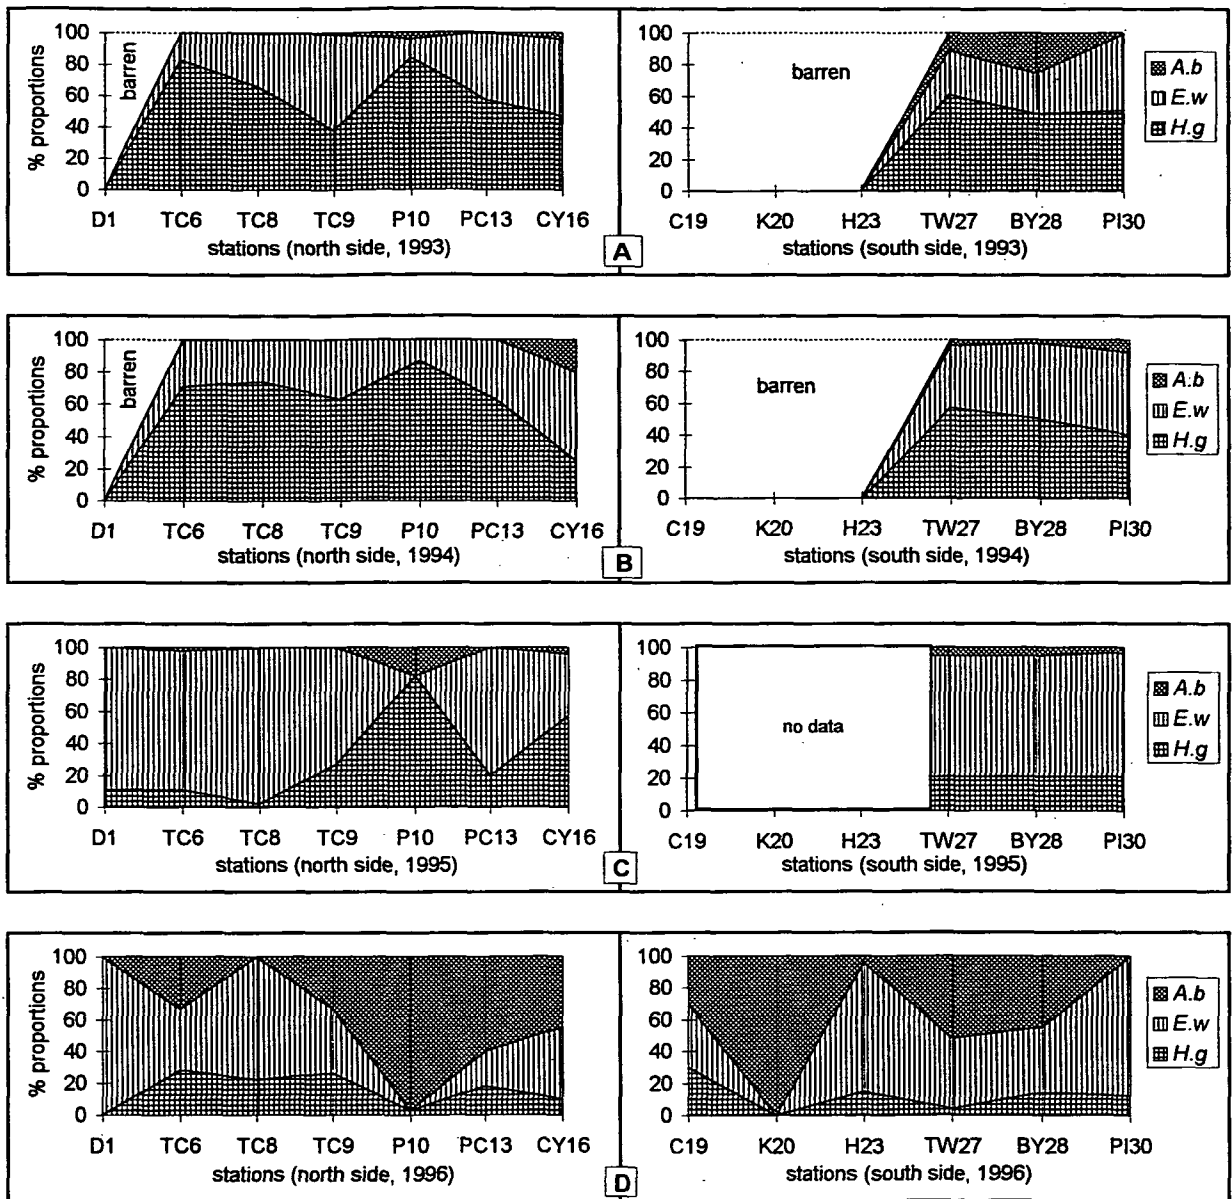 % proportions
100
80
60
40
20
0
barren
D1 TC6 TC8 TC9 P10 PC13 CY16
stations (north side, 1993)
A
100
80
60
40
20
0
barren
C19 K20 H23 TW27 BY28 PI30
stations (south side, 1993)
A.b
E.w
H.g
% proportions
100
80
60
40
20
0
barren
D1 TC6 TC8 TC9 P10 PC13 CY16
stations (north side, 1994)
B
100
80
60
40
20
0
barren
C19 K20 H23 TW27 BY28 PI30
stations (south side, 1994)
A.b
E.w
H.g
% proportions
100
80
60
40
20
0
D1 TC6 TC8 TC9 P10 PC13 CY16
stations (north side, 1995)
C
100
80
60
40
20
0
no data
C19 K20 H23 TW27 BY28 PI30
stations (south side, 1995)
A.b
E.w
H.g
% proportions
100
80
60
40
20
0
D1 TC6 TC8 TC9 P10 PC13 CY16
stations (north side, 1996)
D
100
80
60
40
20
0
C19 K20 H23 TW27 BY28 PI30
stations (south side, 1996)
A.b
E.w
H.g